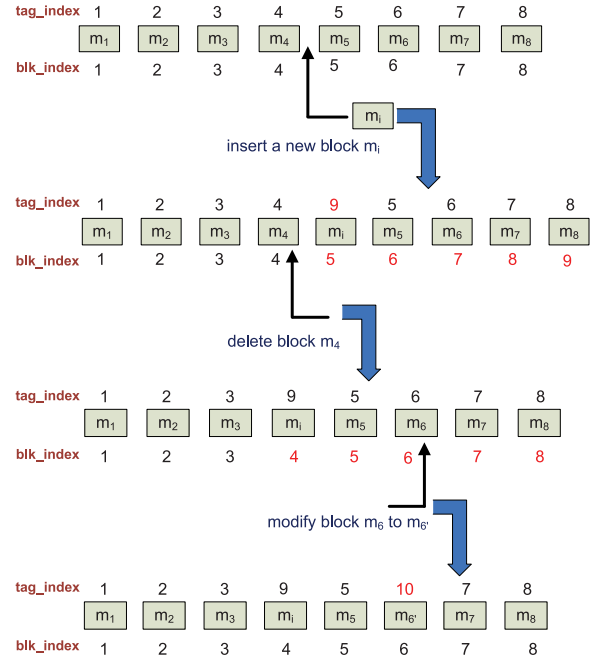 tag_index 1 2 3 4 5 6 7 8
m₁ m₂ m₃ m₄ m₅ m₆ m₇ m₈
blk_index 1 2 3 4 5 6 7 8
mᵢ
insert a new block mᵢ
tag_index 1 2 3 4 9 5 6 7 8
m₁ m₂ m₃ m₄ mᵢ m₅ m₆ m₇ m₈
blk_index 1 2 3 4 5 6 7 8 9
delete block m₄
tag_index 1 2 3 9 5 6 7 8
m₁ m₂ m₃ mᵢ m₅ m₆ m₇ m₈
blk_index 1 2 3 4 5 6 7 8
modify block m₆ to m₆'
tag_index 1 2 3 9 5 10 7 8
m₁ m₂ m₃ mᵢ m₅ m₆' m₇ m₈
blk_index 1 2 3 4 5 6 7 8